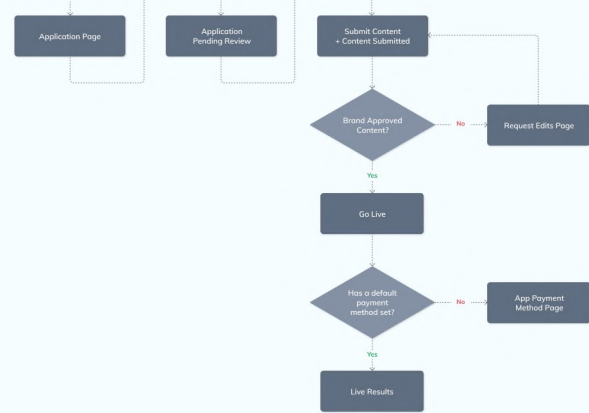 Application Page
Application
Pending Review
Submit Content
+ Content Submitted
Brand Approved
Content?
No
Request Edits Page
Yes
Go Live
Has a default
payment
method set?
No
App Payment
Method Page
Yes
Live Results